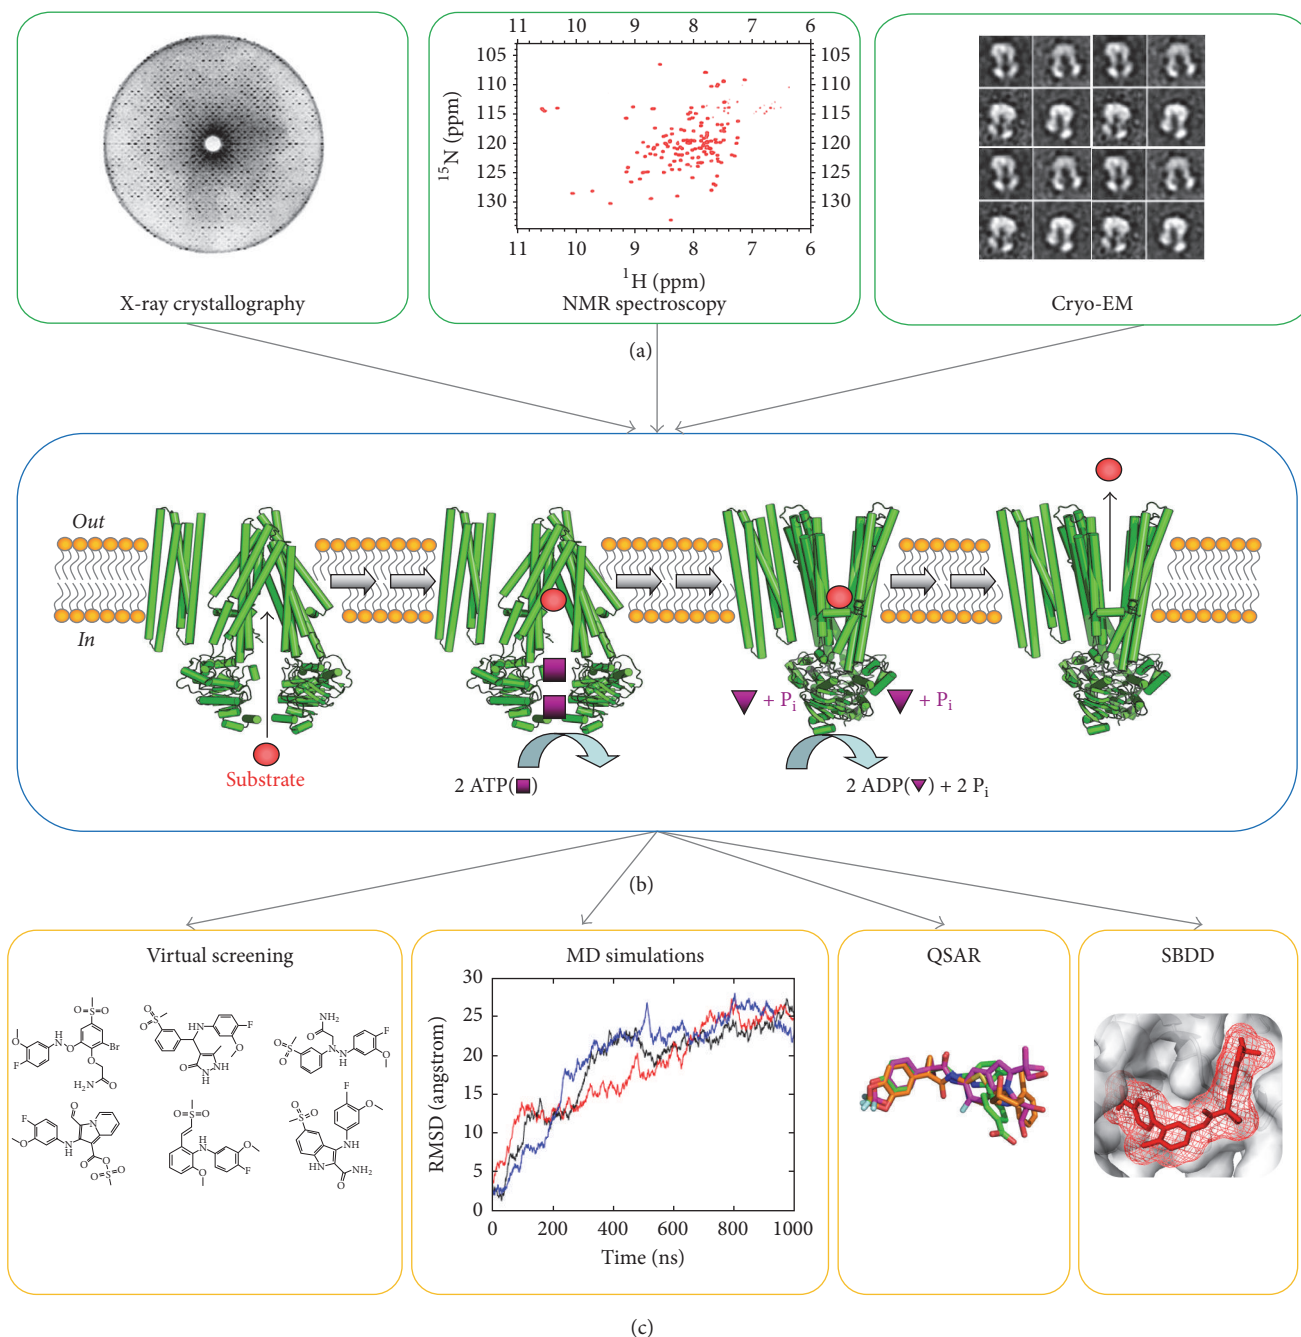 11 10 9 8 7 6
105 105
110 110
115 115
120 120
125 125
130 130
15N (ppm)
11 10 9 8 7 6
1H (ppm)
X-ray crystallography
NMR spectroscopy
Cryo-EM
(a)
Out
In
Substrate
2 ATP(■)
▼ + Pi
▼ + Pi
2 ADP(▼) + 2 Pi
(b)
Virtual screening
MD simulations
QSAR
SBDD
30
25
20
15
10
5
0
RMSD (angstrom)
0 200 400 600 800 1000
Time (ns)
(c)